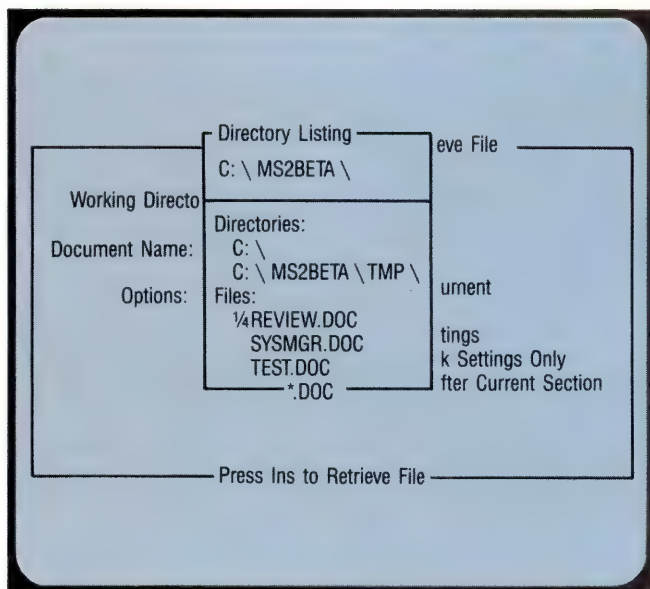 Directory Listing
eve File
C: \ MS2BETA \
Working Directo
Directories:
C: \
Document Name:
C: \ MS2BETA \ TMP \
ument
Options:
Files:
¼REVIEW.DOC
tings
SYSMGR.DOC
k Settings Only
TEST.DOC
fter Current Section
*.DOC
Press Ins to Retrieve File